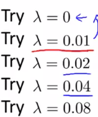 Try λ = 0
Try λ = 0.01
Try λ = 0.02
Try λ = 0.04
Try λ = 0.08